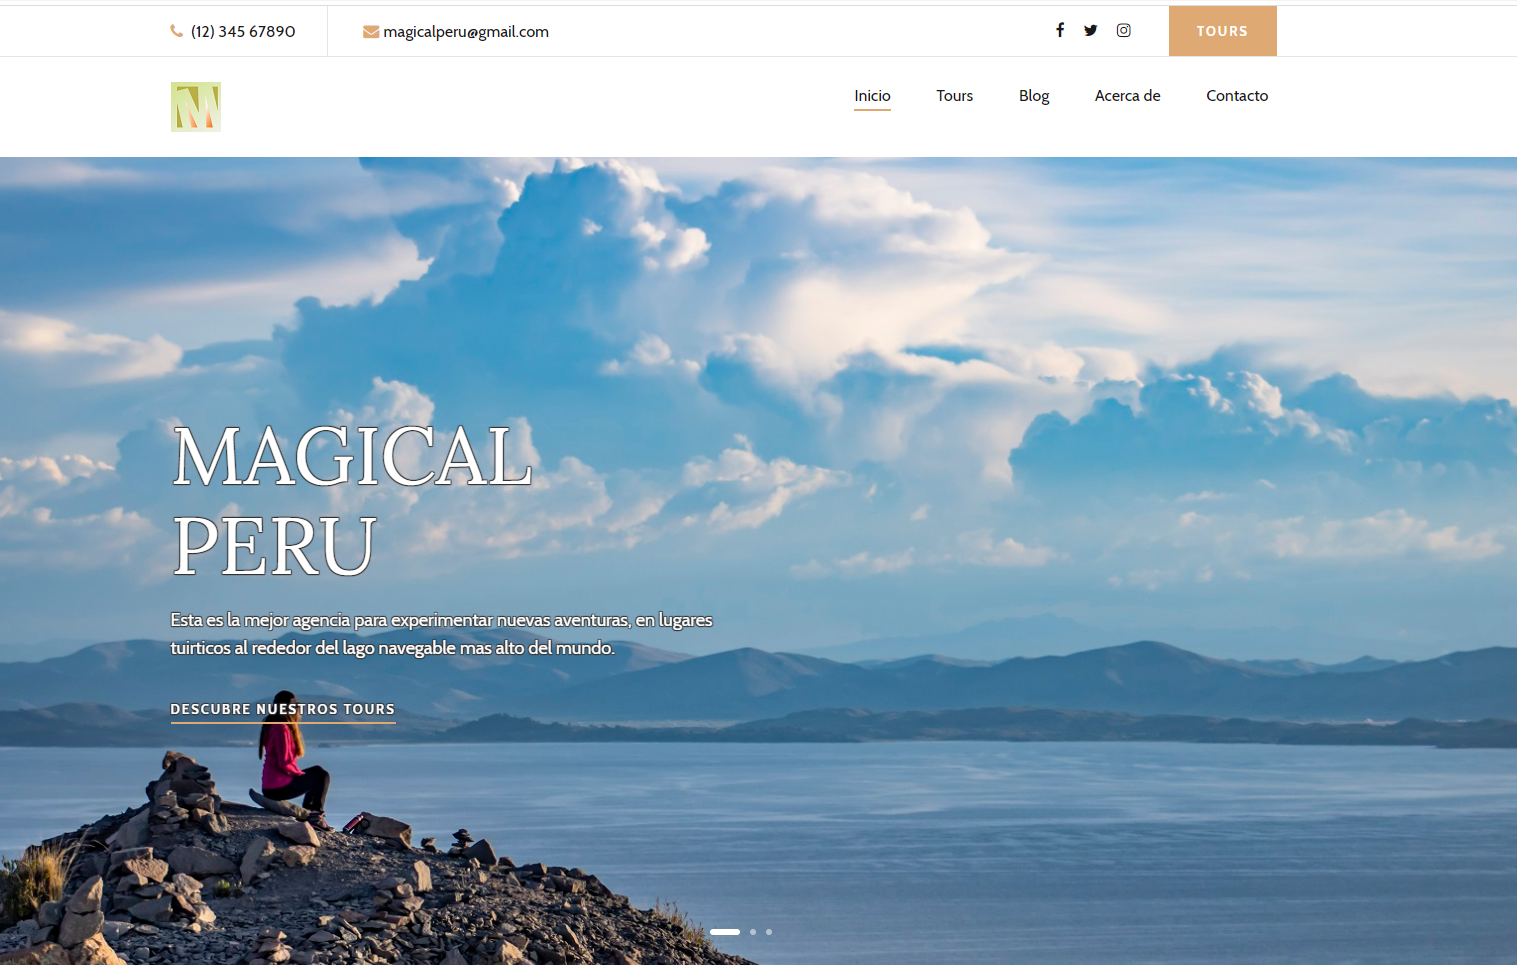 (12) 345 67890
magicalperu@gmail.com
TOURS
M
Inicio
Tours
Blog
Acerca de
Contacto
MAGICAL
PERU
Esta es la mejor agencia para experimentar nuevas aventuras, en lugares
tuirticos al rededor del lago navegable mas alto del mundo.
DESCUBRE NUESTROS TOURS